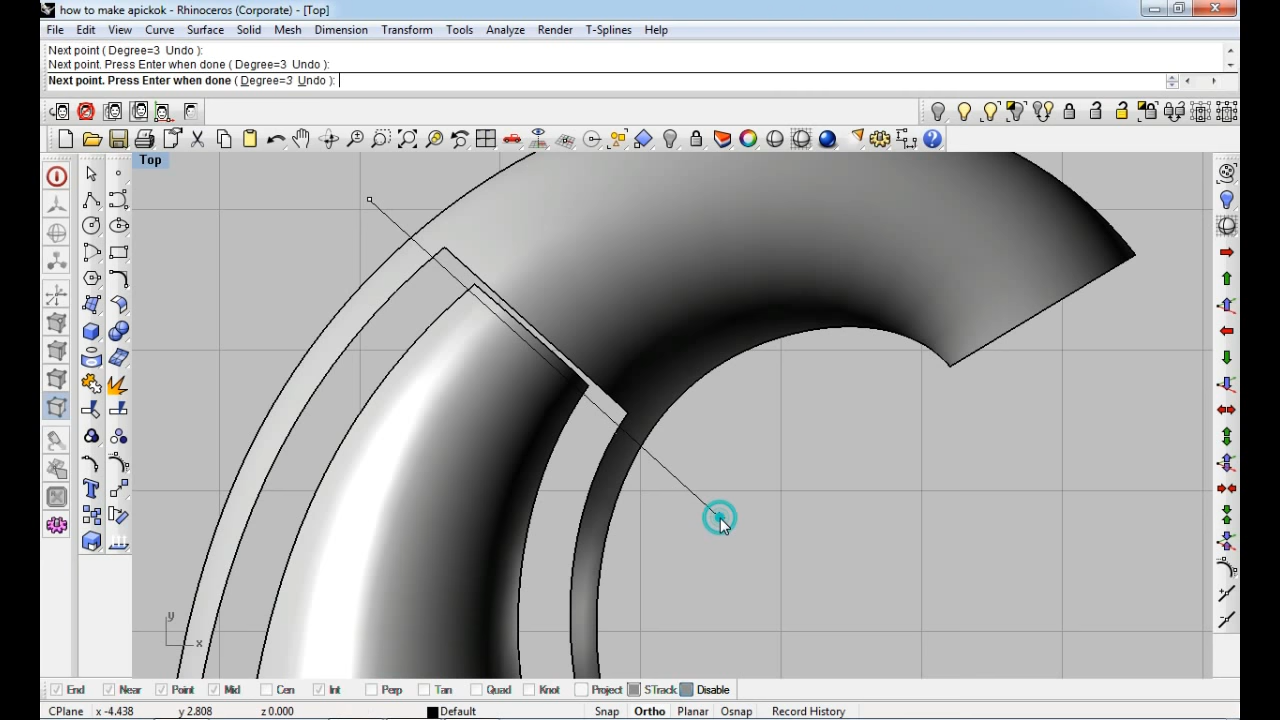 how to make apickok - Rhinoceros (Corporate) - [Top]
File Edit View Curve Surface Solid Mesh Dimension Transform Tools Analyze Render T-Splines Help
Next point ( Degree=3 Undo ):
Next point. Press Enter when done ( Degree=3 Undo ):
Next point. Press Enter when done ( Degree=3 Undo ):
Top
y
x
End Near Point Mid Cen Int Perp Tan Quad Knot Project STrack Disable
CPlane x -4.438 y 2.808 z 0.000 Default Snap Ortho Planar Osnap Record History